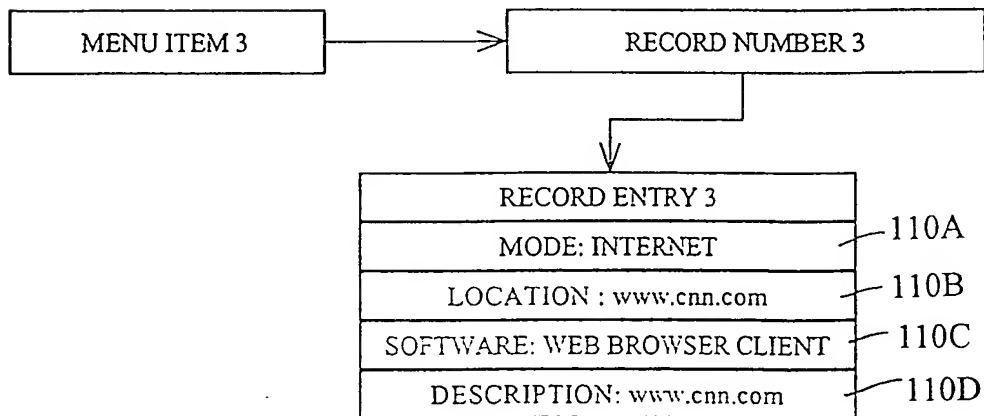 MENU ITEM 3
RECORD NUMBER 3
RECORD ENTRY 3
MODE: INTERNET
110A
LOCATION : www.cnn.com
110B
SOFTWARE: WEB BROWSER CLIENT
110C
DESCRIPTION: www.cnn.com
110D